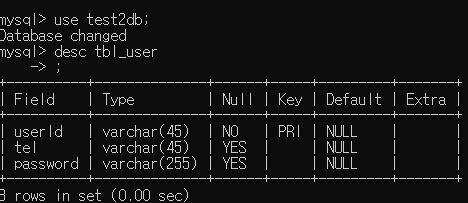 mysql> use test2db;
Database changed
mysql> desc tbl_user
    -> ;
+----------+--------------+------+-----+---------+-------+
| Field    | Type         | Null | Key | Default | Extra |
+----------+--------------+------+-----+---------+-------+
| userId   | varchar(45)  | NO   | PRI | NULL    |       |
| tel      | varchar(45)  | YES  |     | NULL    |       |
| password | varchar(255) | YES  |     | NULL    |       |
+----------+--------------+------+-----+---------+-------+
3 rows in set (0.00 sec)